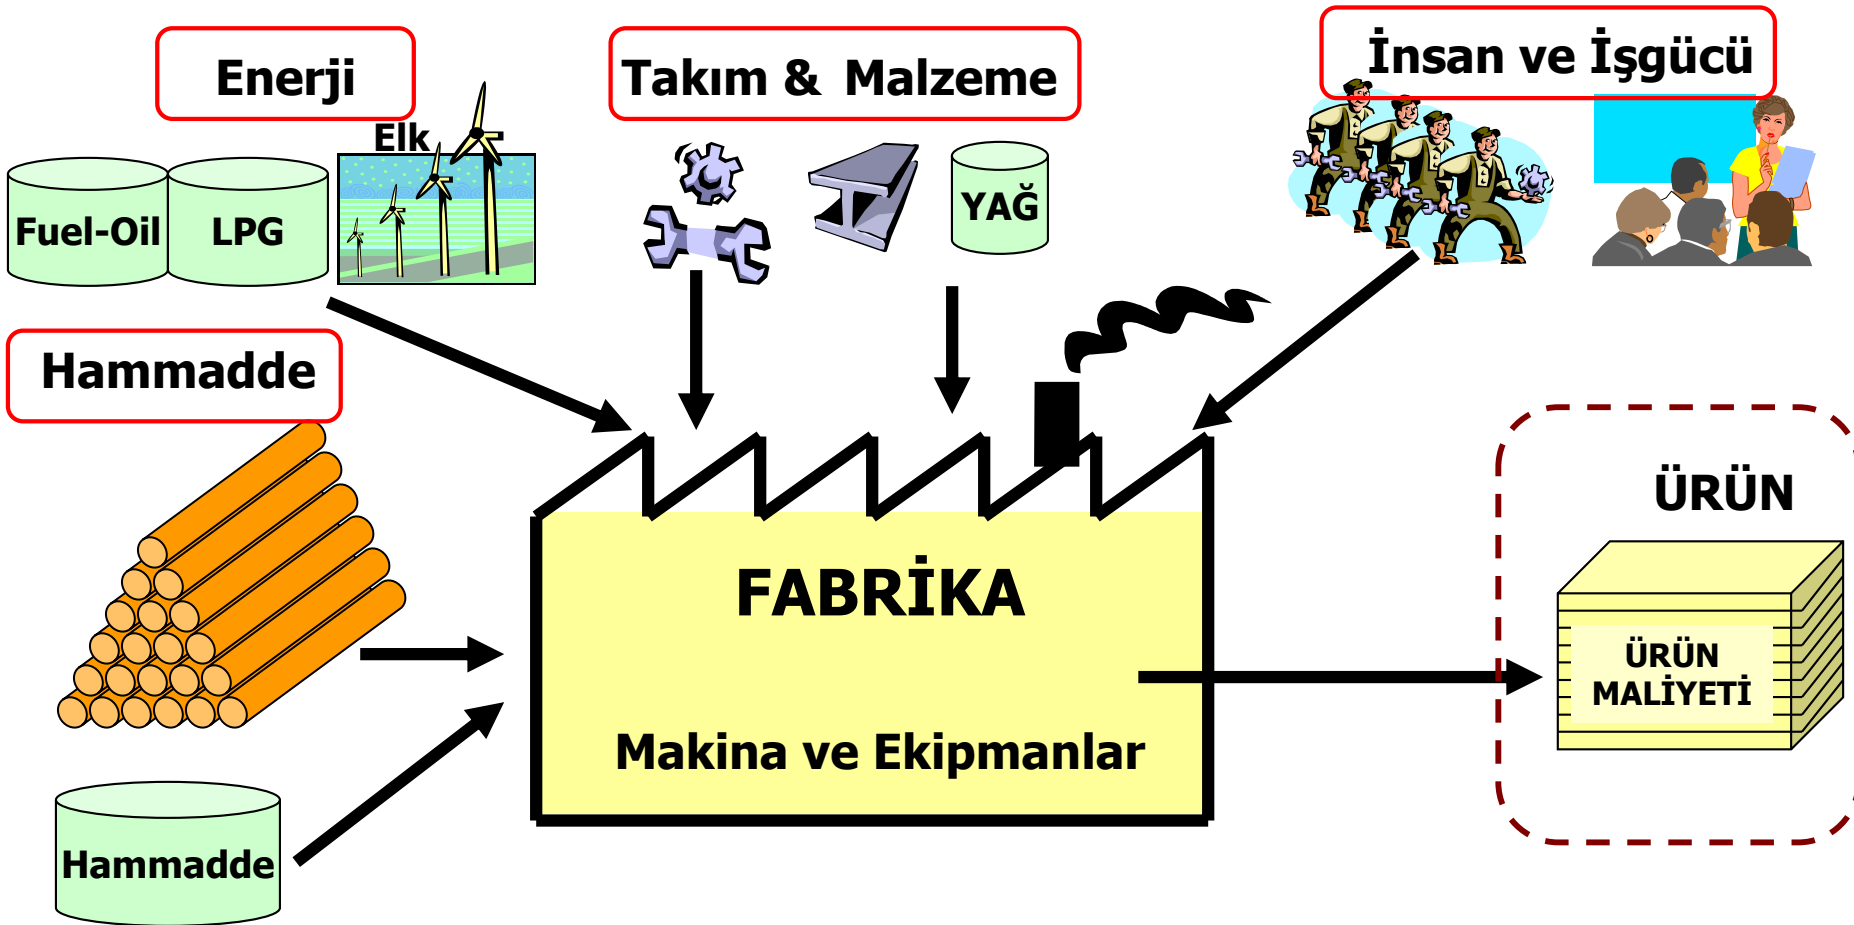 Enerji
Takım & Malzeme
İnsan ve İşgücü
Elk
Fuel-Oil
LPG
YAĞ
Hammadde
ÜRÜN
FABRİKA
ÜRÜN
MALİYETİ
Makina ve Ekipmanlar
Hammadde